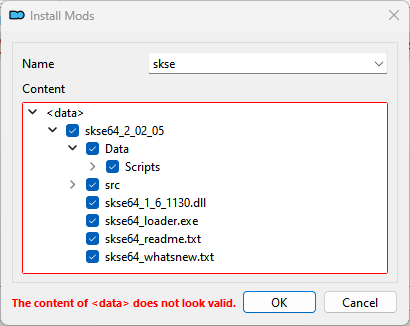 Install Mods
Name
skse
Content
<data>
skse64_2_02_05
Data
Scripts
src
skse64_1_6_1130.dll
skse64_loader.exe
skse64_readme.txt
skse64_whatsnew.txt
The content of <data> does not look valid.
OK
Cancel